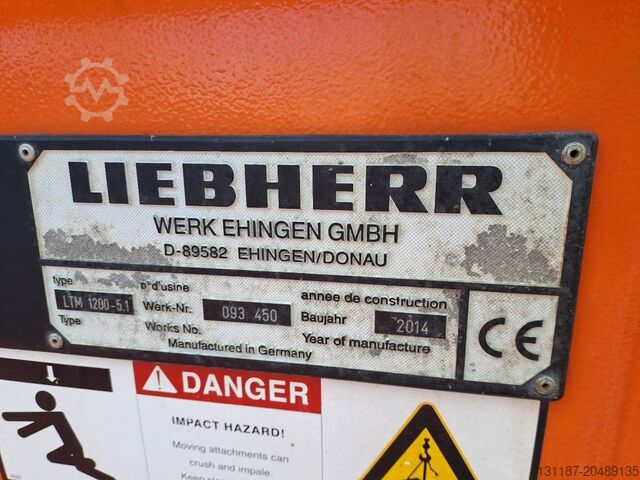 LIEBHERR
WERK EHINGEN GMBH
D-89582 EHINGEN/DONAU
type n°d'usine année de construction
LTM 1200-5.1 Werk-Nr. 093 450 Baujahr 2014
Type Works No. Year of manufacture
Manufactured in Germany
CE
DANGER
IMPACT HAZARD!
Moving attachments can
crush and impale.
131187-20489135